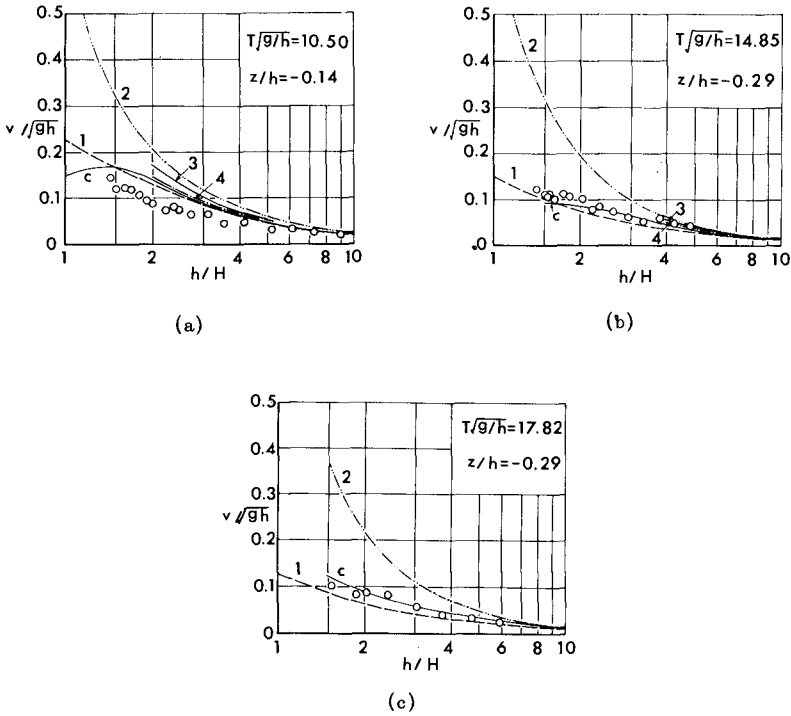 0.5
T√g/h=10.50
z/h=−0.14
0.4
2
0.3
v/√gh
0.2
1
3
4
c
0.1
0
1 2 4 6 8 10
h/H
(a)
0.5
T√g/h=14.85
z/h=−0.29
2
0.4
0.3
v/√gh
0.2
1
0.1
c
3
4
.0
1 2 4 6 8 10
h/H
(b)
0.5
T√g/h=17.82
z/h=−0.29
0.4
2
0.3
v/√gh
0.2
1
c
0.1
0
1 2 4 6 8 10
h/H
(c)